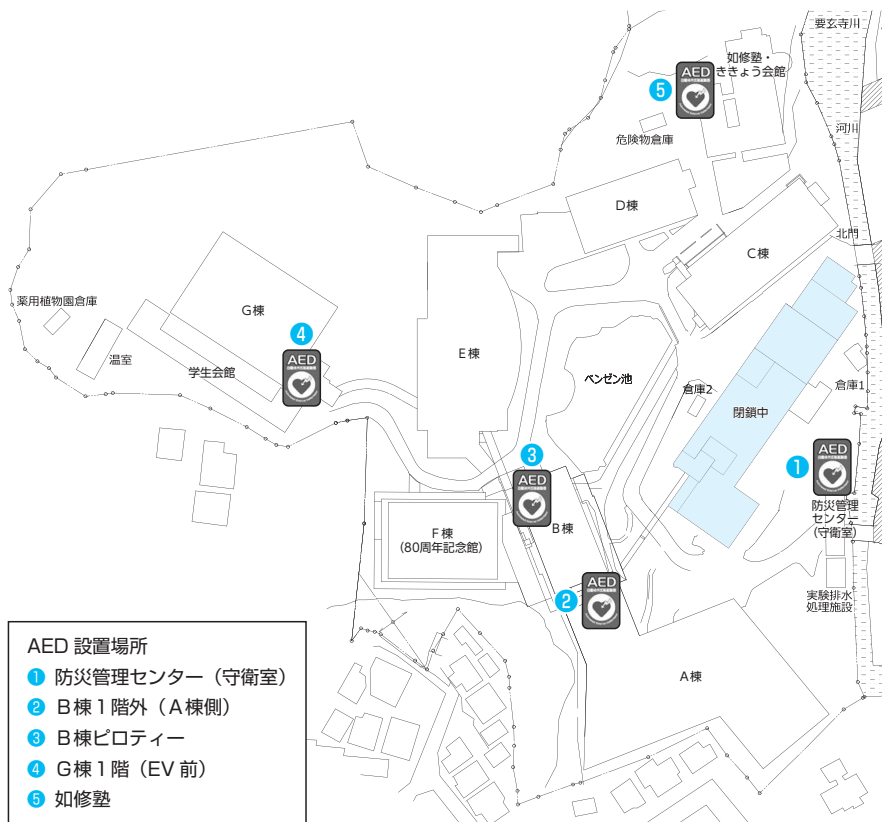 要玄寺川
如修塾・
ききょう会館
AED
5
河川
危険物倉庫
D棟
北門
C棟
薬用植物園倉庫
G棟
4
AED
温室
学生会館
E棟
ベンゼン池
倉庫2
倉庫1
閉鎖中
3
AED
1
AED
防災管理
センター
(守衛室)
F棟
(80周年記念館)
B棟
2
AED
実験排水
処理施設
A棟
AED 設置場所
1 防災管理センター（守衛室）
2 B棟1階外（A棟側）
3 B棟ピロティー
4 G棟1階（EV 前）
5 如修塾